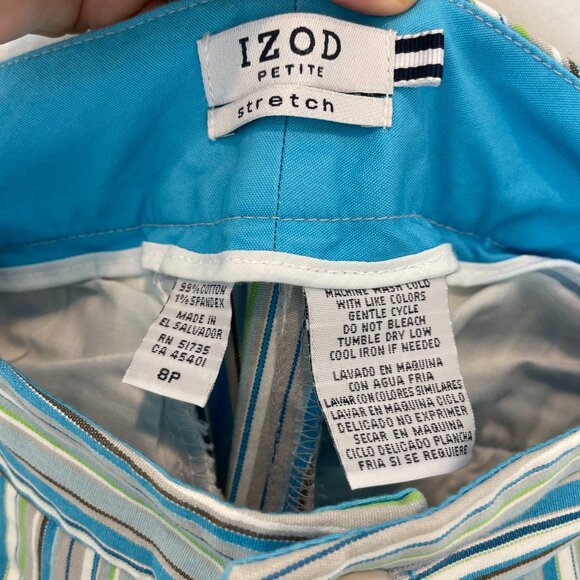 IZOD
PETITE
stretch
99% COTTON
1% SPANDEX
MADE IN
EL SALVADOR
RN 51735
CA 45401
8P
MACHINE WASH COLD
WITH LIKE COLORS
GENTLE CYCLE
DO NOT BLEACH
TUMBLE DRY LOW
COOL IRON IF NEEDED
LAVADO EN MAQUINA
CON AGUA FRIA
LAVAR CON COLORES SIMILARES
LAVAR EN MAQUINA CICLO
DELICADO NO EXPRIMER
SECAR EN MAQUINA
CICLO DELICADO PLANCHA
FRIA SI SE REQUIERE